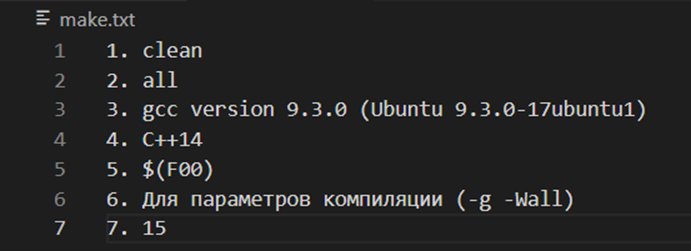 make.txt
1 1. clean
2 2. all
3 3. gcc version 9.3.0 (Ubuntu 9.3.0-17ubuntu1)
4 4. C++14
5 5. $(F00)
6 6. Для параметров компиляции (-g -Wall)
7 7. 15